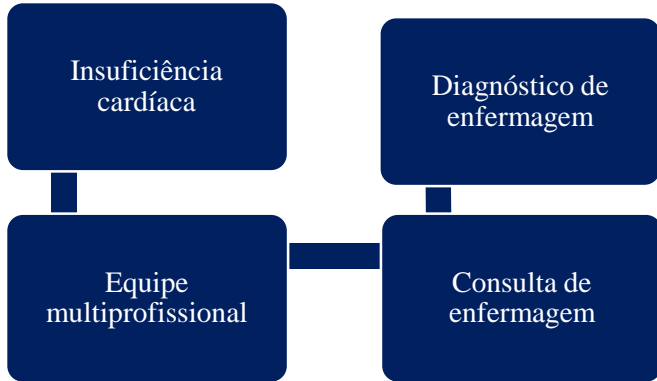 Insuficiência
cardíaca
Diagnóstico de
enfermagem
Equipe
multiprofissional
Consulta de
enfermagem